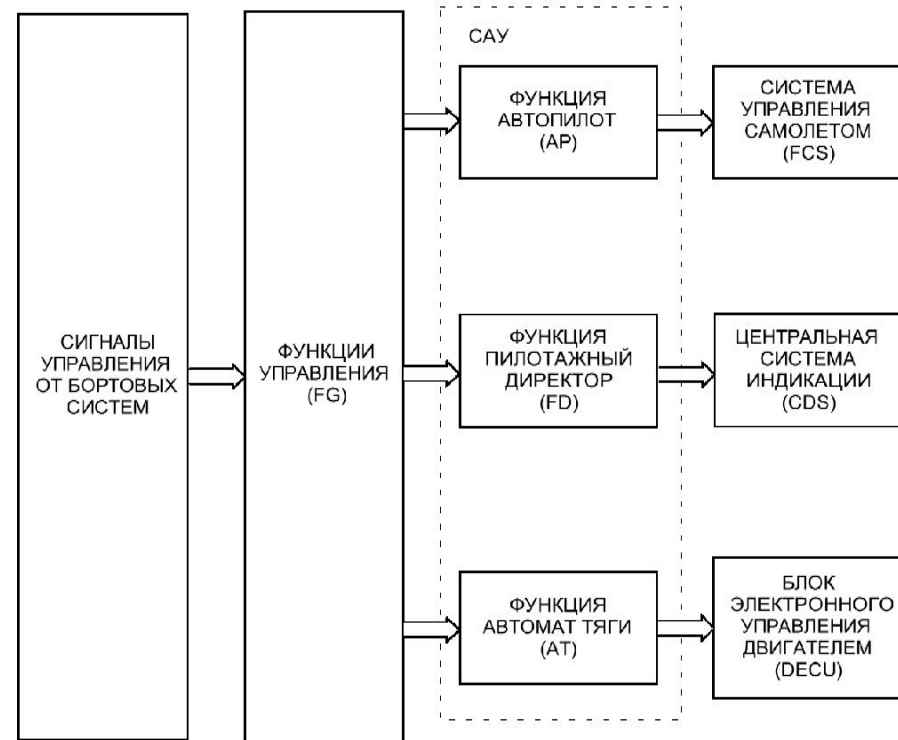 САУ
ФУНКЦИЯ
АВТОПИЛОТ
(AP)
СИСТЕМА
УПРАВЛЕНИЯ
САМОЛЕТОМ
(FCS)
СИГНАЛЫ
УПРАВЛЕНИЯ
ОТ БОРТОВЫХ
СИСТЕМ
ФУНКЦИИ
УПРАВЛЕНИЯ
(FG)
ФУНКЦИЯ
ПИЛОТАЖНЫЙ
ДИРЕКТОР
(FD)
ЦЕНТРАЛЬНАЯ
СИСТЕМА
ИНДИКАЦИИ
(CDS)
ФУНКЦИЯ
АВТОМАТ ТЯГИ
(AT)
БЛОК
ЭЛЕКТРОННОГО
УПРАВЛЕНИЯ
ДВИГАТЕЛЕМ
(DECU)